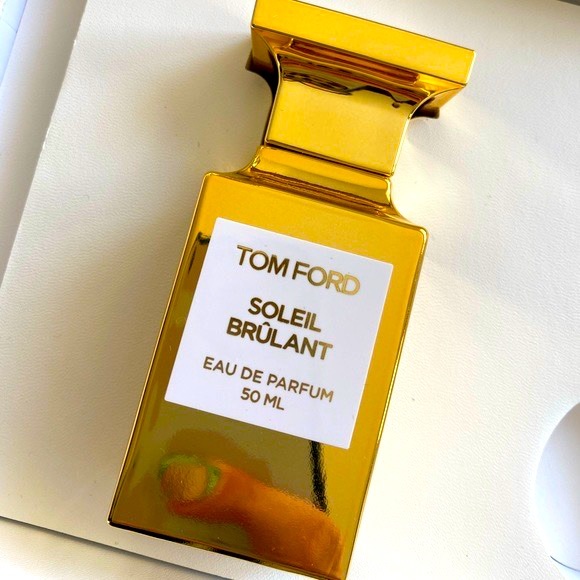 TOM FORD
SOLEIL
BRÛLANT
EAU DE PARFUM
50 ML